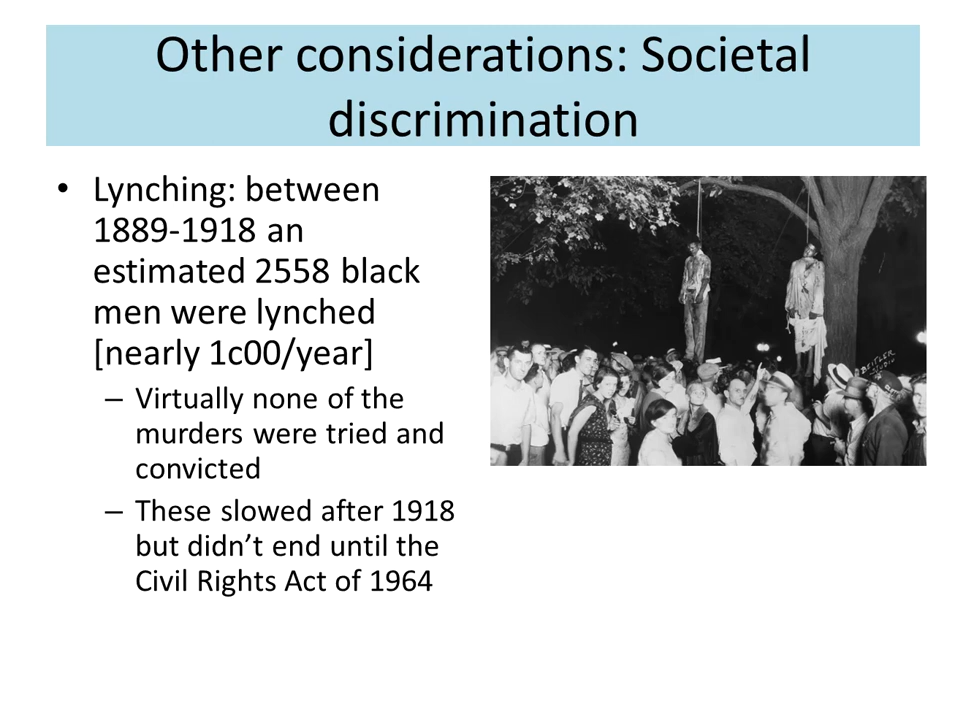 Other considerations: Societal
discrimination
• Lynching: between
1889-1918 an
estimated 2558 black
men were lynched
[nearly 1c00/year]
– Virtually none of the
murders were tried and
convicted
– These slowed after 1918
but didn’t end until the
Civil Rights Act of 1964
BEITLER
STUDIO